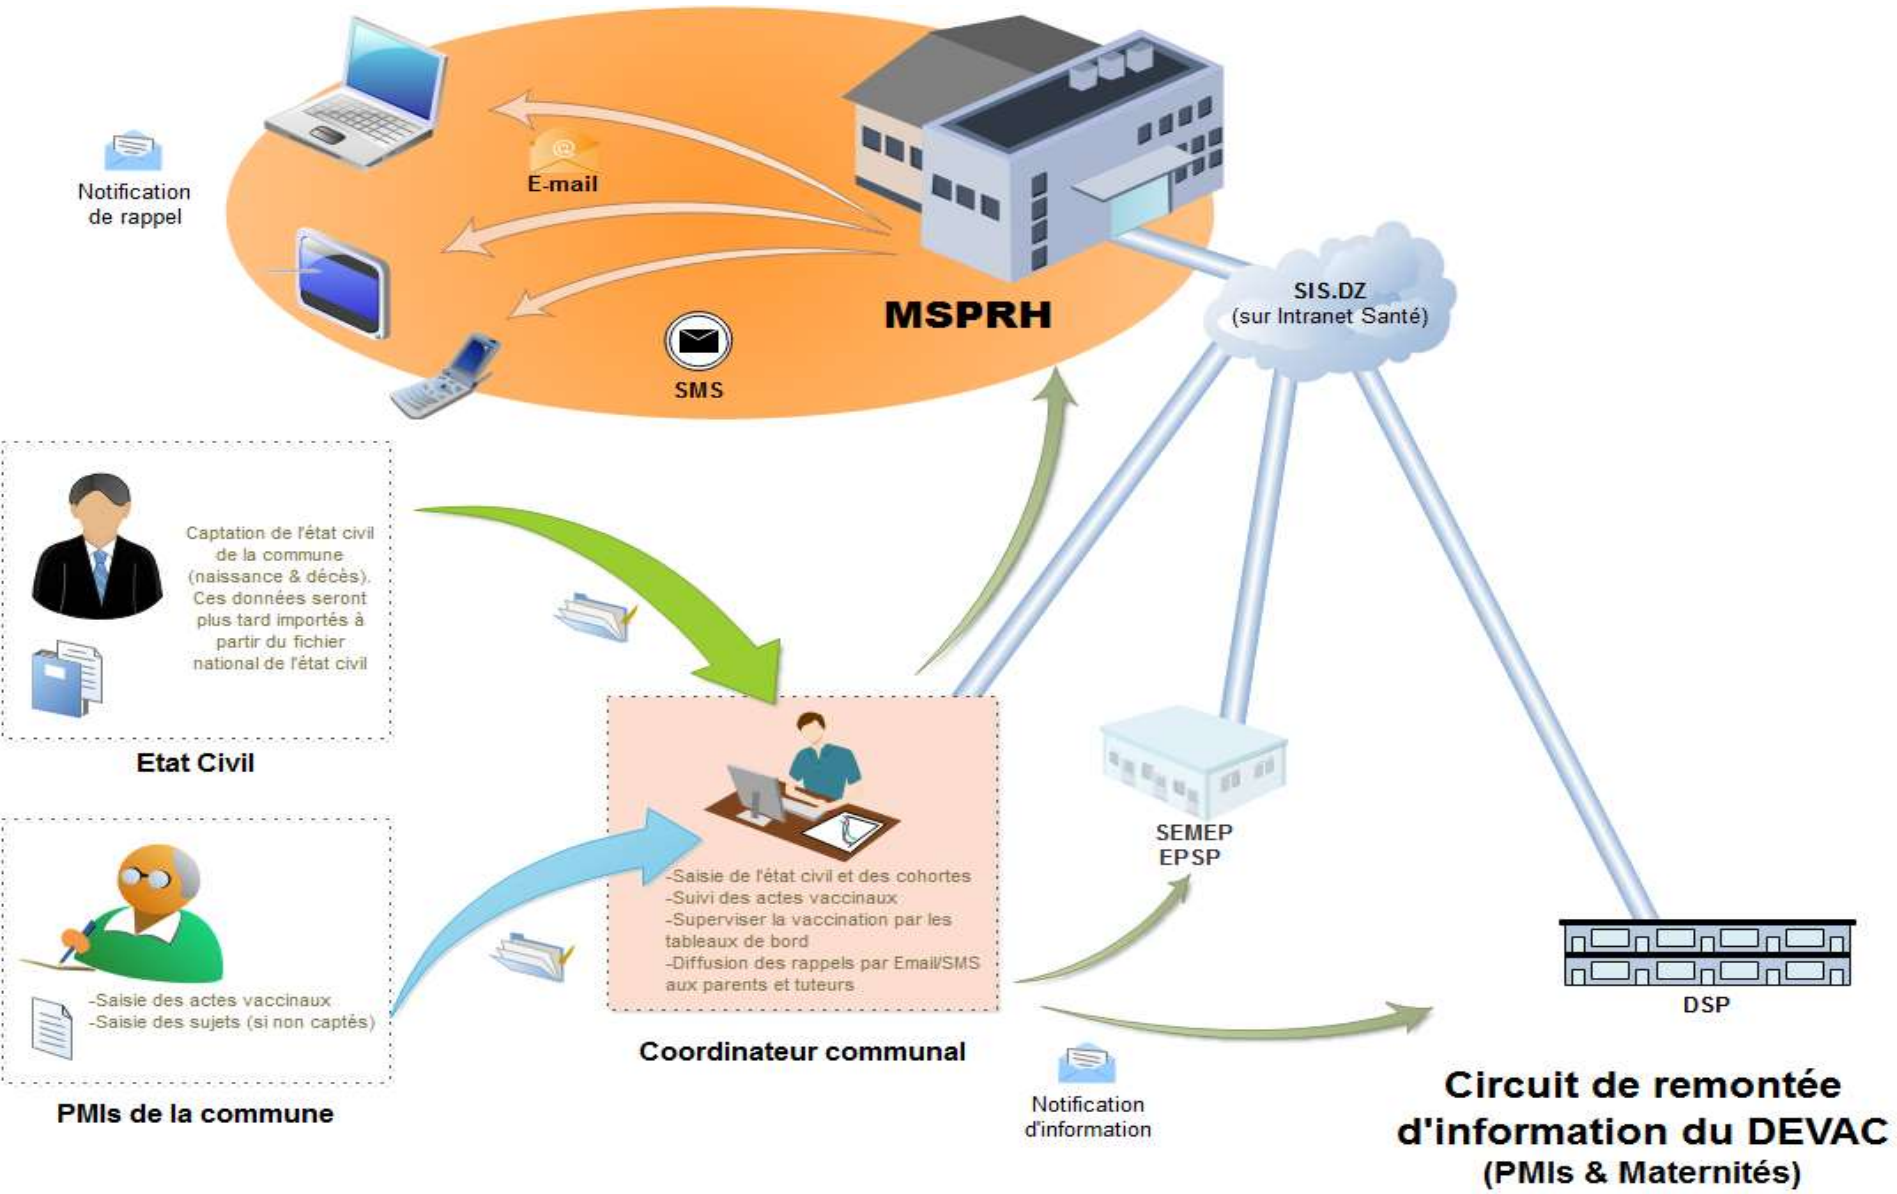 Notification
de rappel
E-mail
SMS
MSPRH
SIS.DZ
(sur Intranet Santé)
Captation de l'état civil
de la commune
(naissance & décès).
Ces données seront
plus tard importés à
partir du fichier
national de l'état civil
Etat Civil
-Saisie des actes vaccinaux
-Saisie des sujets (si non captés)
PMIs de la commune
-Saisie de l'état civil et des cohortes
-Suivi des actes vaccinaux
-Superviser la vaccination par les
tableaux de bord
-Diffusion des rappels par Email/SMS
aux parents et tuteurs
Coordinateur communal
SEMEP
EPSP
DSP
Notification
d'information
Circuit de remontée
d'information du DEVAC
(PMIs & Maternités)